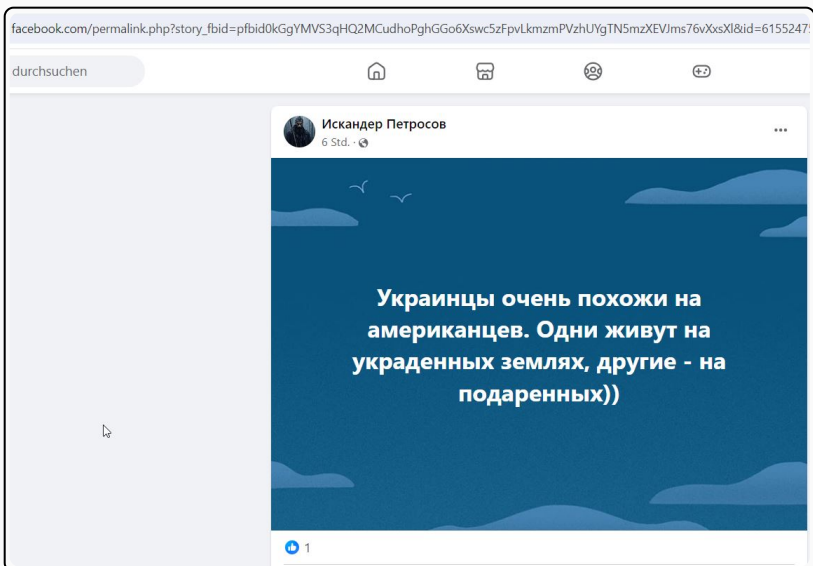 facebook.com/permalink.php?story_fbid=pfbid0kGgYMVS3qHQ2MCudhoPghGGo6Xswc5zFpvLkmzmPVzhUYgTN5mzXEVJms76vXxsXl&id=6155247
durchsuchen
Искандер Петросов
6 Std.
Украинцы очень похожи на
американцев. Одни живут на
украденных землях, другие - на
подаренных))
1